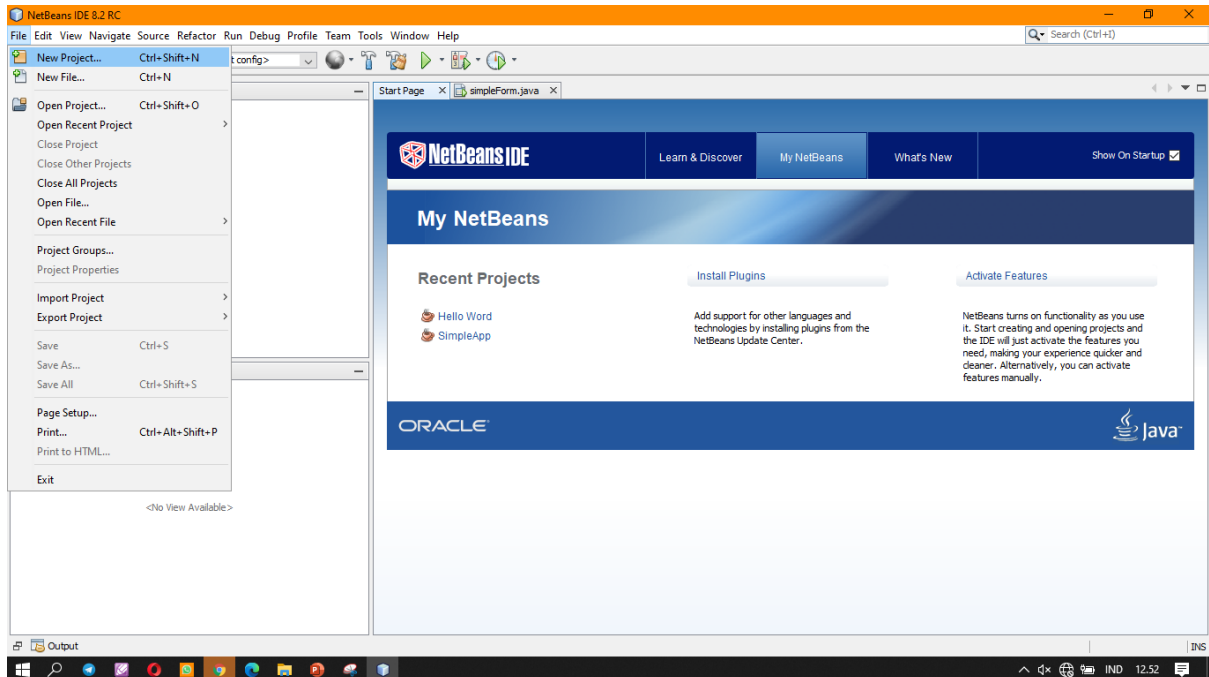 NetBeans IDE 8.2 RC
File Edit View Navigate Source Refactor Run Debug Profile Team Tools Window Help
Search (Ctrl+I)
New Project... Ctrl+Shift+N
t config>
New File... Ctrl+N
Open Project... Ctrl+Shift+O
Open Recent Project
Close Project
Close Other Projects
Close All Projects
Open File...
Open Recent File
Project Groups...
Project Properties
Import Project
Export Project
Save Ctrl+S
Save As...
Save All Ctrl+Shift+S
Page Setup...
Print... Ctrl+Alt+Shift+P
Print to HTML...
Exit
<No View Available>
Start Page simpleForm.java
NetBeans IDE
Learn & Discover My NetBeans What's New Show On Startup
My NetBeans
Recent Projects
Hello Word
SimpleApp
Install Plugins
Add support for other languages and
technologies by installing plugins from the
NetBeans Update Center.
Activate Features
NetBeans turns on functionality as you use
it. Start creating and opening projects and
the IDE will just activate the features you
need, making your experience quicker and
cleaner. Alternatively, you can activate
features manually.
ORACLE
Java
Output
INS
IND 12.52